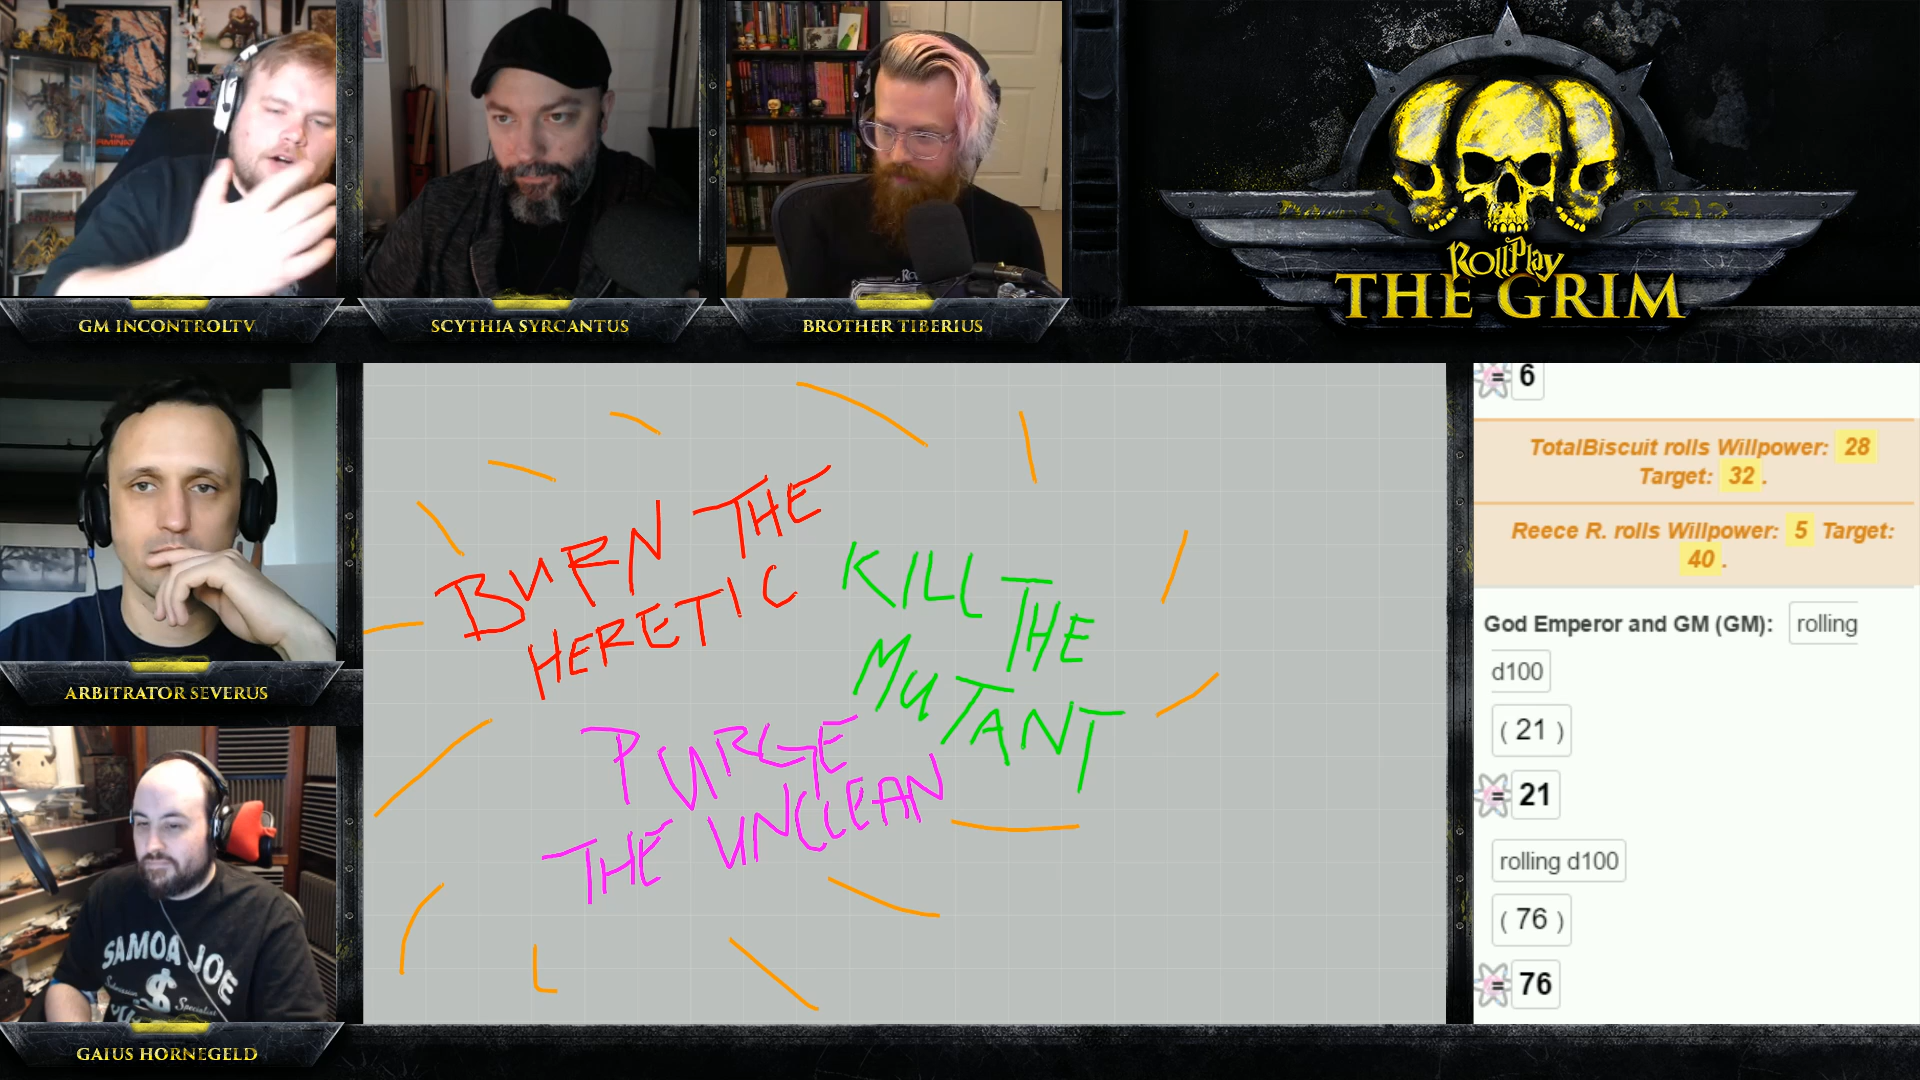 GM INCONTROLTV
SCYTHIA SYRCANTUS
BROTHER TIBERIUS
RollPlay
THE GRIM
ARBITRATOR SEVERUS
GAIUS HORNEGELD
SAMOA JOE
$
Submission Specialist
BURN THE
HERETIC
KILL
THE
MUTANT
PURGE
THE UNCLEAN
= 6
TotalBiscuit rolls Willpower: 28
Target: 32 .
Reece R. rolls Willpower: 5 Target:
40 .
God Emperor and GM (GM): rolling
d100
( 21 )
= 21
rolling d100
( 76 )
= 76